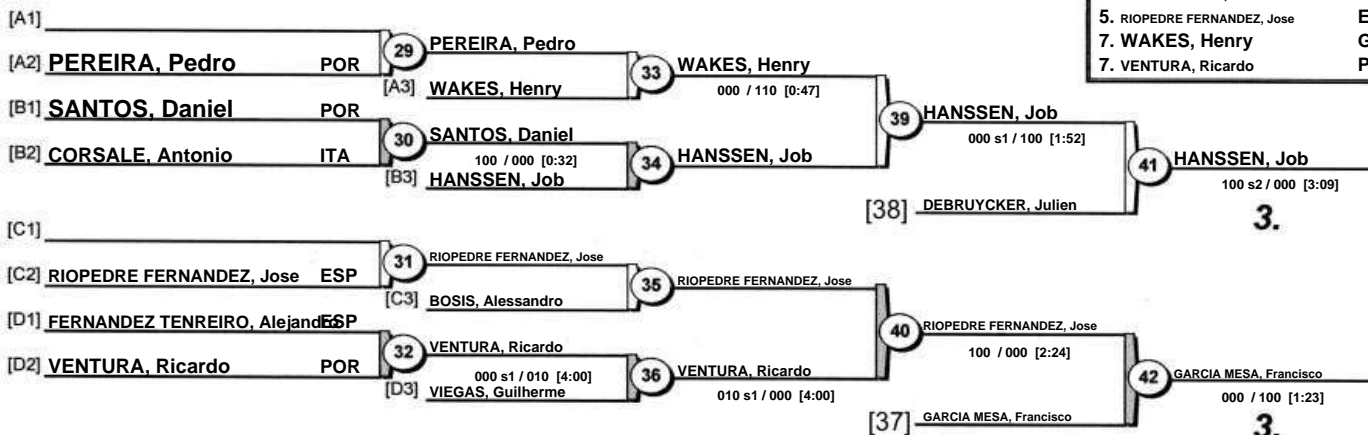 5. RIOPEDRE FERNANDEZ, Jose E
7. WAKES, Henry G
7. VENTURA, Ricardo P
[A1]
[A2] PEREIRA, Pedro POR
29 PEREIRA, Pedro
[A3] WAKES, Henry
33 WAKES, Henry
000 / 110 [0:47]
[B1] SANTOS, Daniel POR
[B2] CORSALE, Antonio ITA
30 SANTOS, Daniel
100 / 000 [0:32]
[B3] HANSSEN, Job
34 HANSSEN, Job
39 HANSSEN, Job
000 s1 / 100 [1:52]
[38] DEBRUYCKER, Julien
41 HANSSEN, Job
100 s2 / 000 [3:09]
3.
[C1]
[C2] RIOPEDRE FERNANDEZ, Jose ESP
31 RIOPEDRE FERNANDEZ, Jose
[C3] BOSIS, Alessandro
35 RIOPEDRE FERNANDEZ, Jose
[D1] FERNANDEZ TENREIRO, Alejandro ESP
[D2] VENTURA, Ricardo POR
32 VENTURA, Ricardo
000 s1 / 010 [4:00]
[D3] VIEGAS, Guilherme
36 VENTURA, Ricardo
010 s1 / 000 [4:00]
40 RIOPEDRE FERNANDEZ, Jose
100 / 000 [2:24]
[37] GARCIA MESA, Francisco
42 GARCIA MESA, Francisco
000 / 100 [1:23]
3.